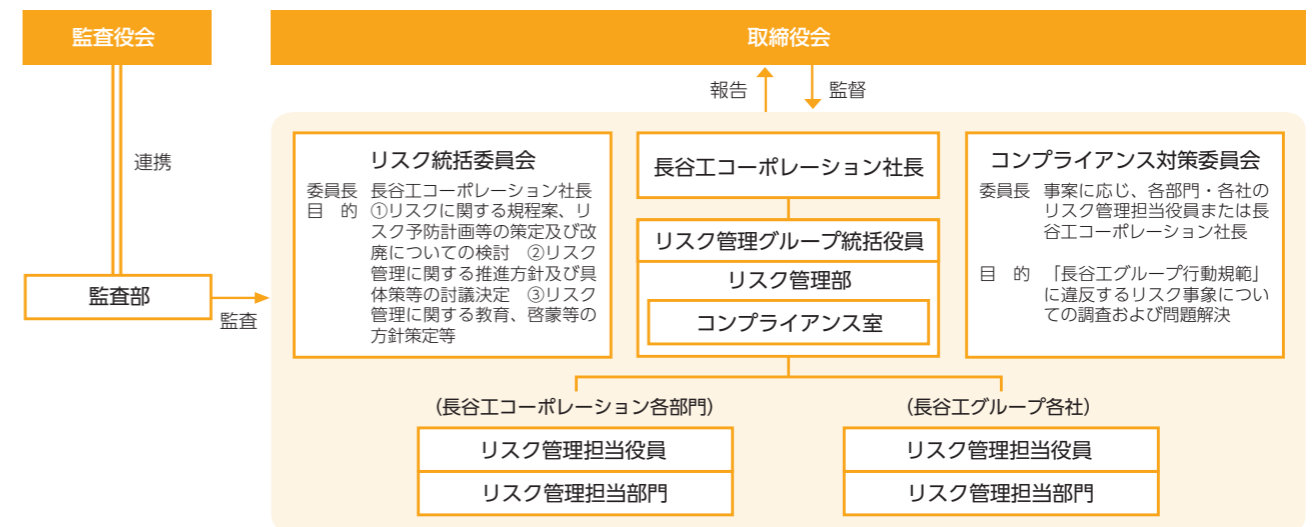 監査役会
取締役会
報告
監督
連携
監査部
監査
リスク統括委員会
委員長 長谷工コーポレーション社長
目 的 ①リスクに関する規程案、リ
スク予防計画等の策定及び改
廃についての検討 ②リスク
管理に関する推進方針及び具
体策等の討議決定 ③リスク
管理に関する教育、啓蒙等の
方針策定等
長谷工コーポレーション社長
リスク管理グループ統括役員
リスク管理部
コンプライアンス室
コンプライアンス対策委員会
委員長 事案に応じ、各部門・各社の
リスク管理担当役員または長
谷工コーポレーション社長
目 的 「長谷工グループ行動規範」
に違反するリスク事象につい
ての調査および問題解決
(長谷工コーポレーション各部門)
リスク管理担当役員
リスク管理担当部門
(長谷工グループ各社)
リスク管理担当役員
リスク管理担当部門